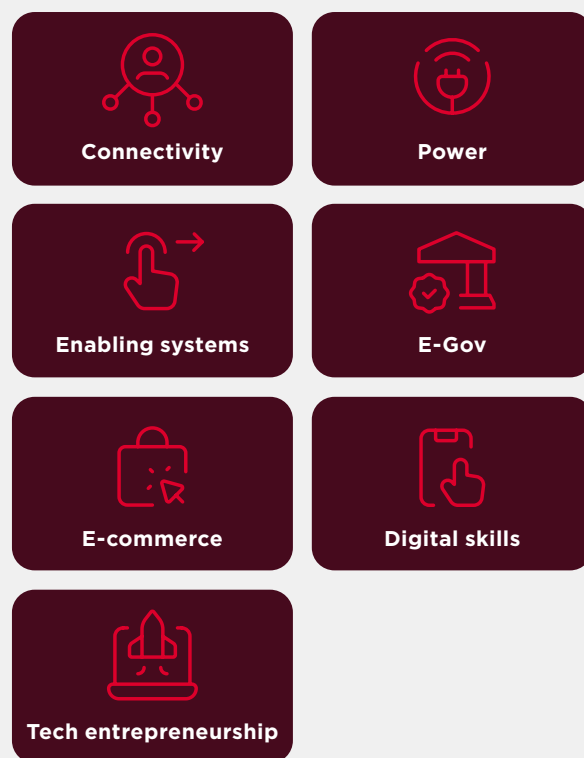 Connectivity
Power
Enabling systems
E-Gov
E-commerce
Digital skills
Tech entrepreneurship